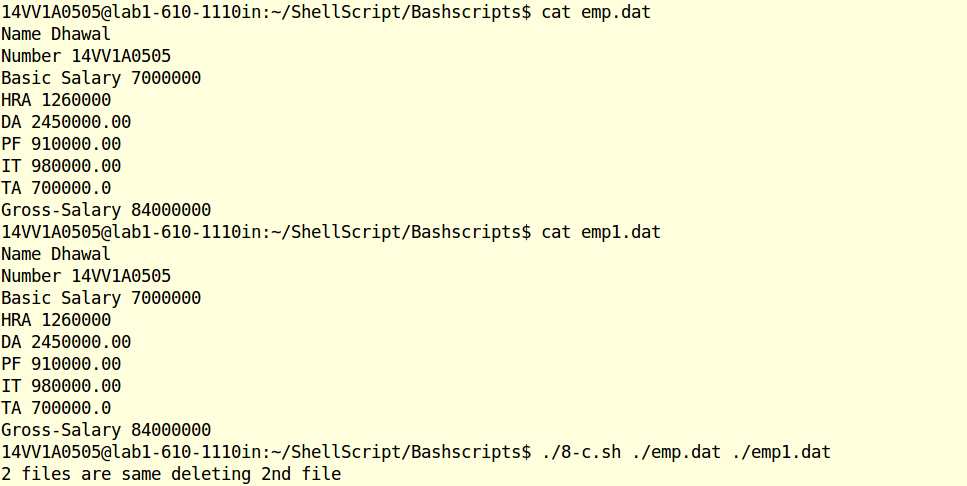 14VV1A0505@lab1-610-1110in:~/ShellScript/Bashscripts$ cat emp.dat
Name Dhawal
Number 14VV1A0505
Basic Salary 7000000
HRA 1260000
DA 2450000.00
PF 910000.00
IT 980000.00
TA 700000.0
Gross-Salary 84000000
14VV1A0505@lab1-610-1110in:~/ShellScript/Bashscripts$ cat emp1.dat
Name Dhawal
Number 14VV1A0505
Basic Salary 7000000
HRA 1260000
DA 2450000.00
PF 910000.00
IT 980000.00
TA 700000.0
Gross-Salary 84000000
14VV1A0505@lab1-610-1110in:~/ShellScript/Bashscripts$ ./8-c.sh ./emp.dat ./emp1.dat
2 files are same deleting 2nd file